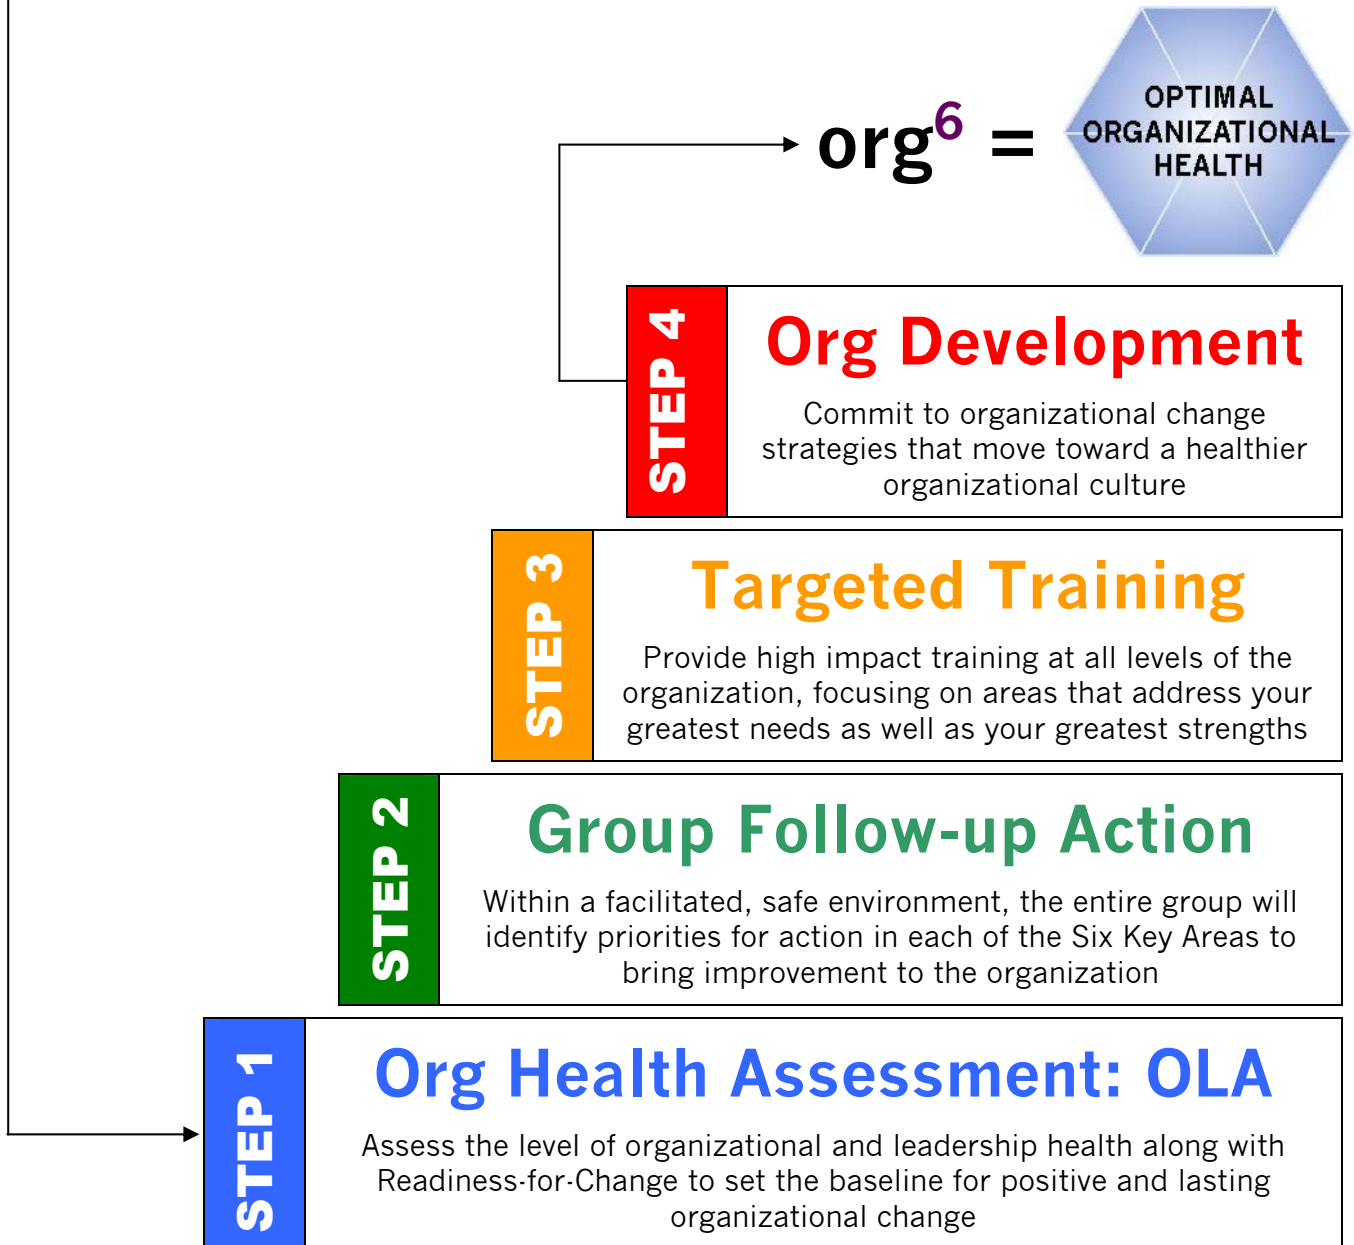 org6 =
OPTIMAL
ORGANIZATIONAL
HEALTH
STEP 4
Org Development
Commit to organizational change
strategies that move toward a healthier
organizational culture
STEP 3
Targeted Training
Provide high impact training at all levels of the
organization, focusing on areas that address your
greatest needs as well as your greatest strengths
STEP 2
Group Follow-up Action
Within a facilitated, safe environment, the entire group will
identify priorities for action in each of the Six Key Areas to
bring improvement to the organization
STEP 1
Org Health Assessment: OLA
Assess the level of organizational and leadership health along with
Readiness-for-Change to set the baseline for positive and lasting
organizational change